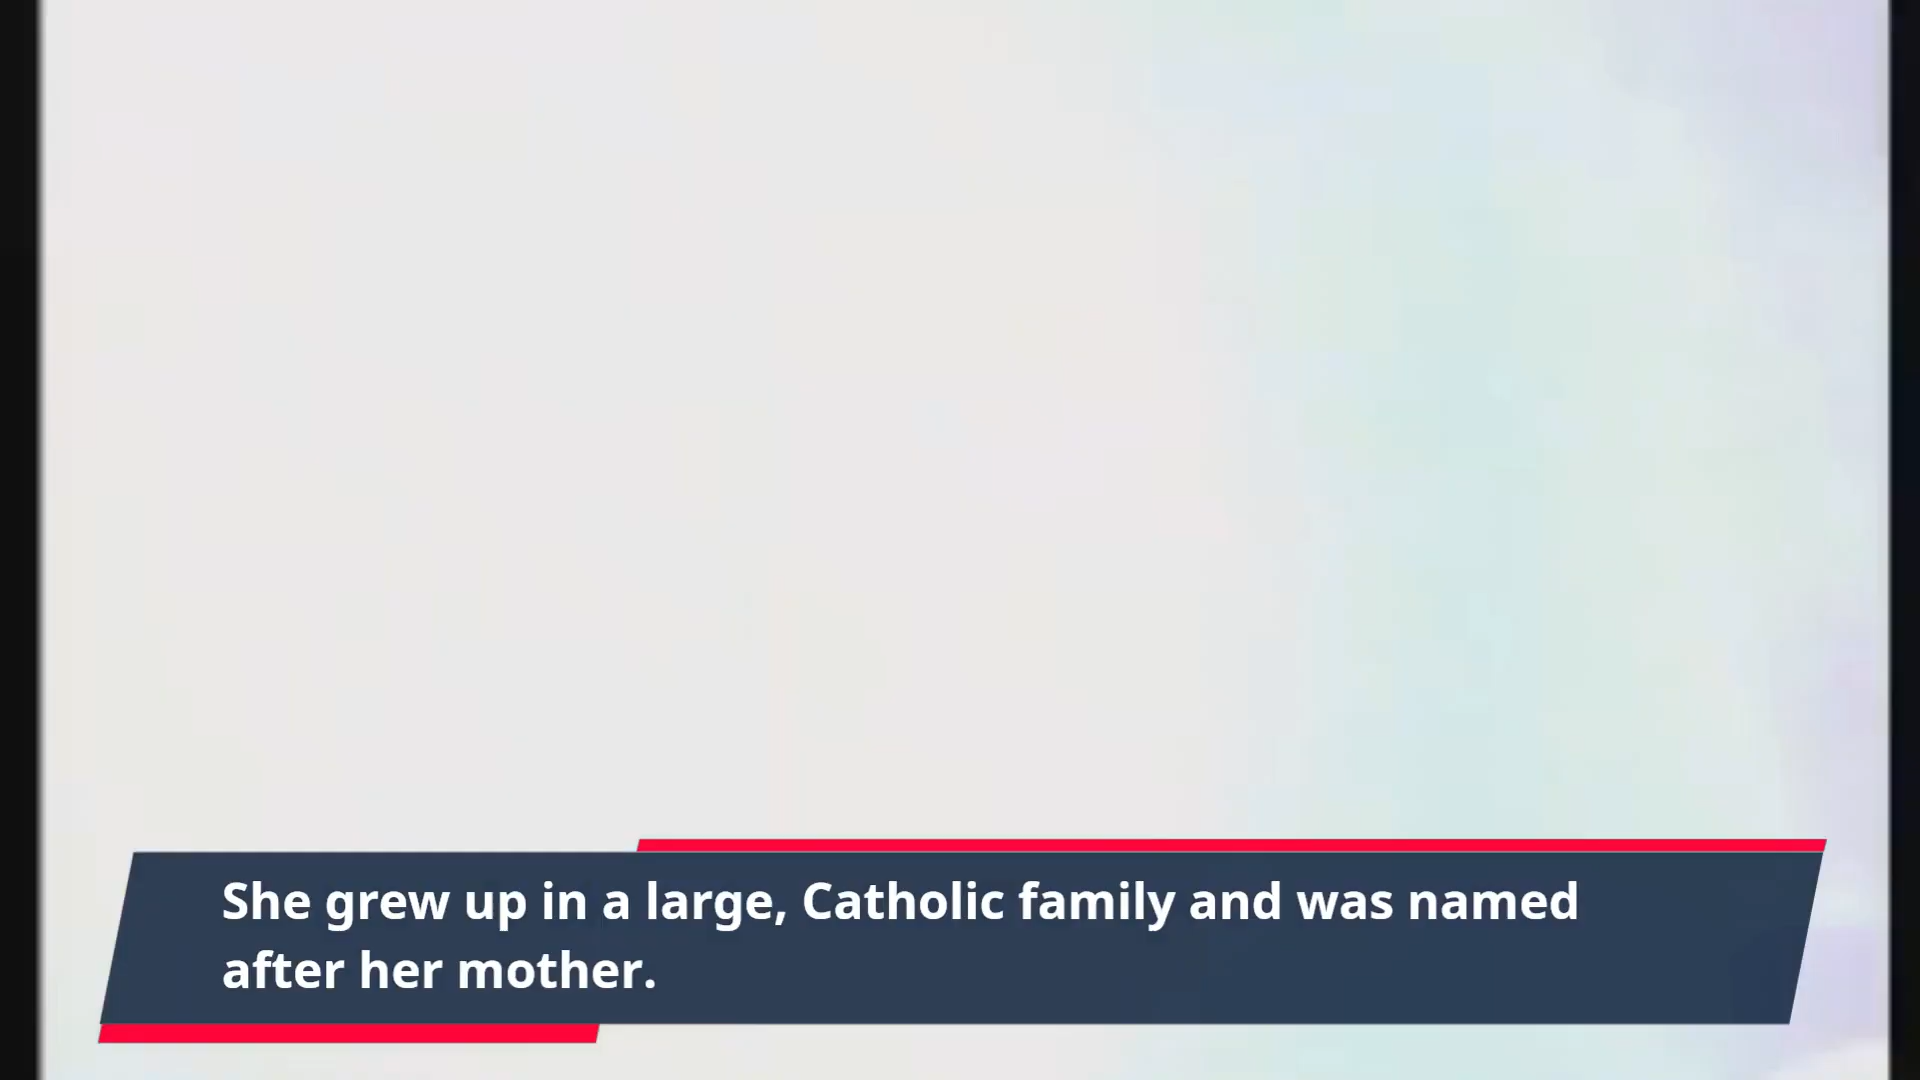 She grew up in a large, Catholic family and was named
after her mother.